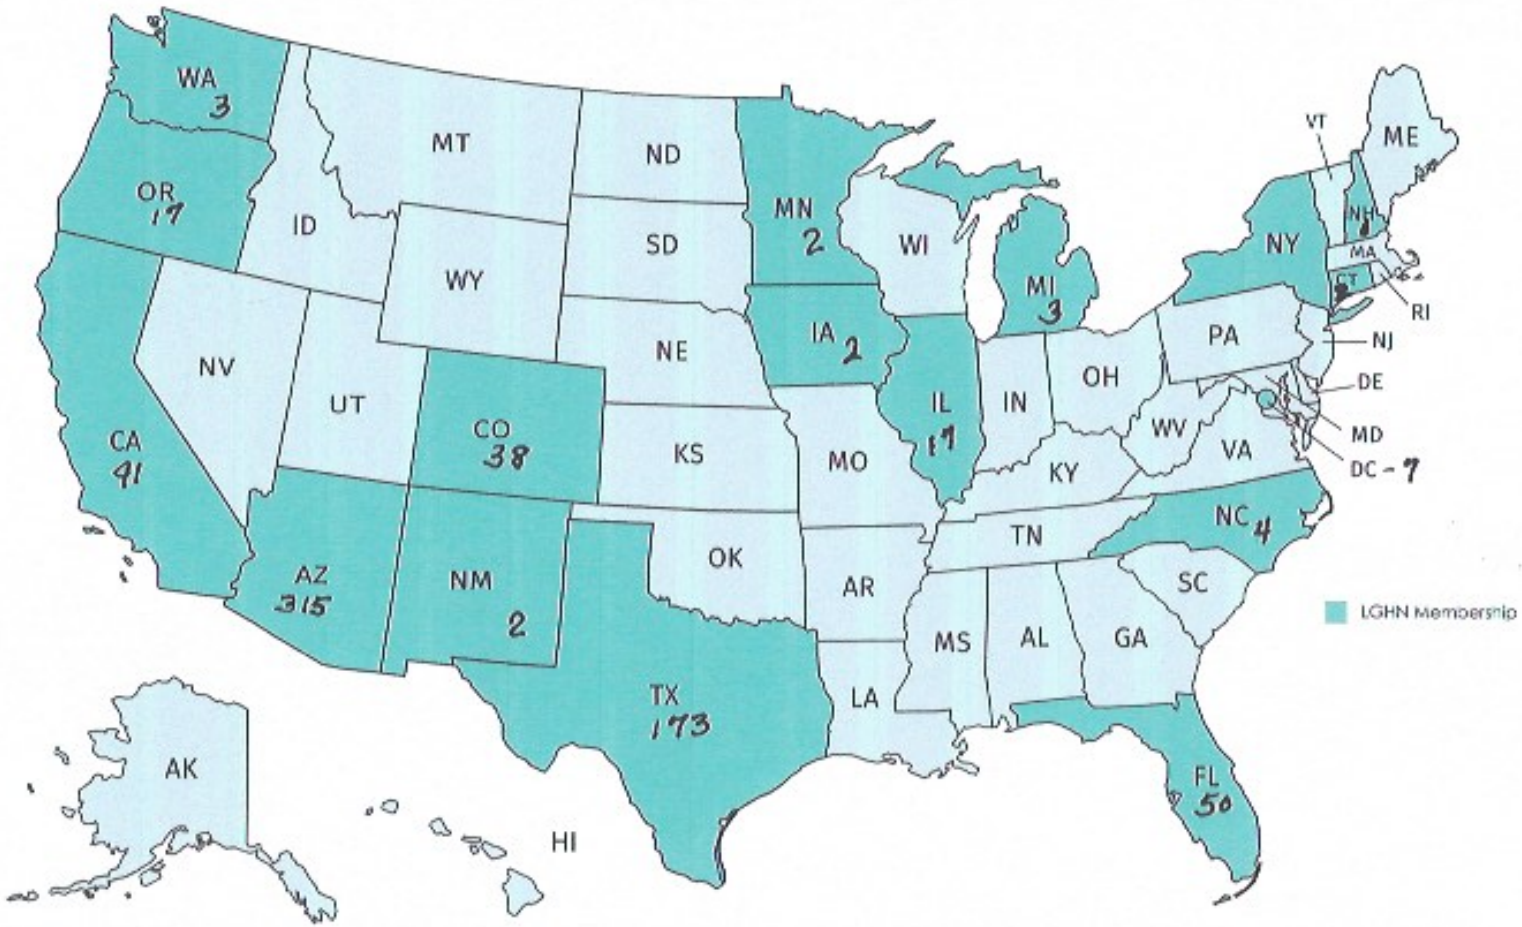 WA
3
MT
ND
VT
ME
OR
17
ID
MN
2
SD
WI
NH
NY
MA
WY
MI
3
CT
RI
IA 2
PA
NJ
NE
NV
UT
IL
17
IN
OH
DE
CO
38
CA
41
KS
MO
WV
VA
MD
KY
DC - 7
NC 4
TN
OK
AZ
315
NM
2
AR
SC
LGHN Membership
MS
AL
GA
TX
173
LA
AK
FL
50
HI